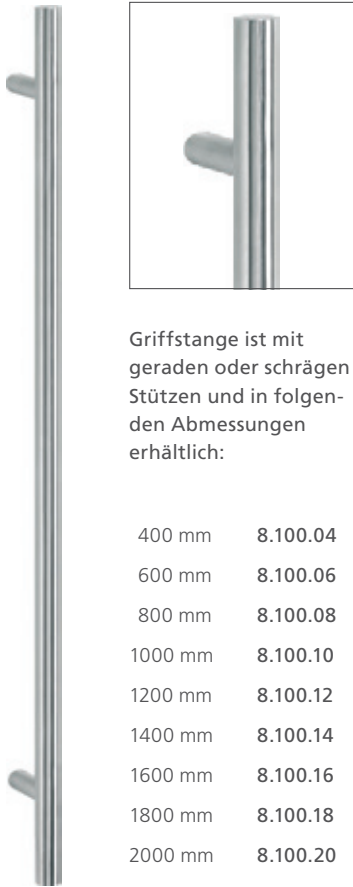 Griffstange ist mit
geraden oder schrägen
Stützen und in folgen-
den Abmessungen
erhältlich:
400 mm 8.100.04
600 mm 8.100.06
800 mm 8.100.08
1000 mm 8.100.10
1200 mm 8.100.12
1400 mm 8.100.14
1600 mm 8.100.16
1800 mm 8.100.18
2000 mm 8.100.20